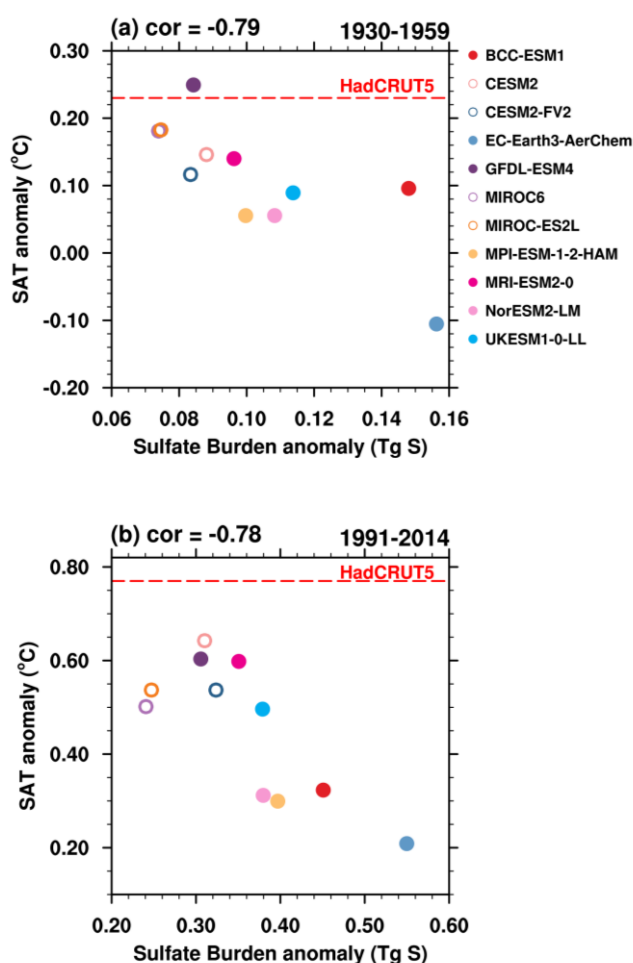 (a) cor = -0.79 1930-1959
0.30
HadCRUT5
0.20
0.10
0.00
-0.10
-0.20
SAT anomaly (°C)
0.06 0.08 0.10 0.12 0.14 0.16
Sulfate Burden anomaly (Tg S)
BCC-ESM1
CESM2
CESM2-FV2
EC-Earth3-AerChem
GFDL-ESM4
MIROC6
MIROC-ES2L
MPI-ESM-1-2-HAM
MRI-ESM2-0
NorESM2-LM
UKESM1-0-LL
(b) cor = -0.78 1991-2014
0.80
HadCRUT5
0.60
0.40
0.20
SAT anomaly (°C)
0.20 0.30 0.40 0.50 0.60
Sulfate Burden anomaly (Tg S)